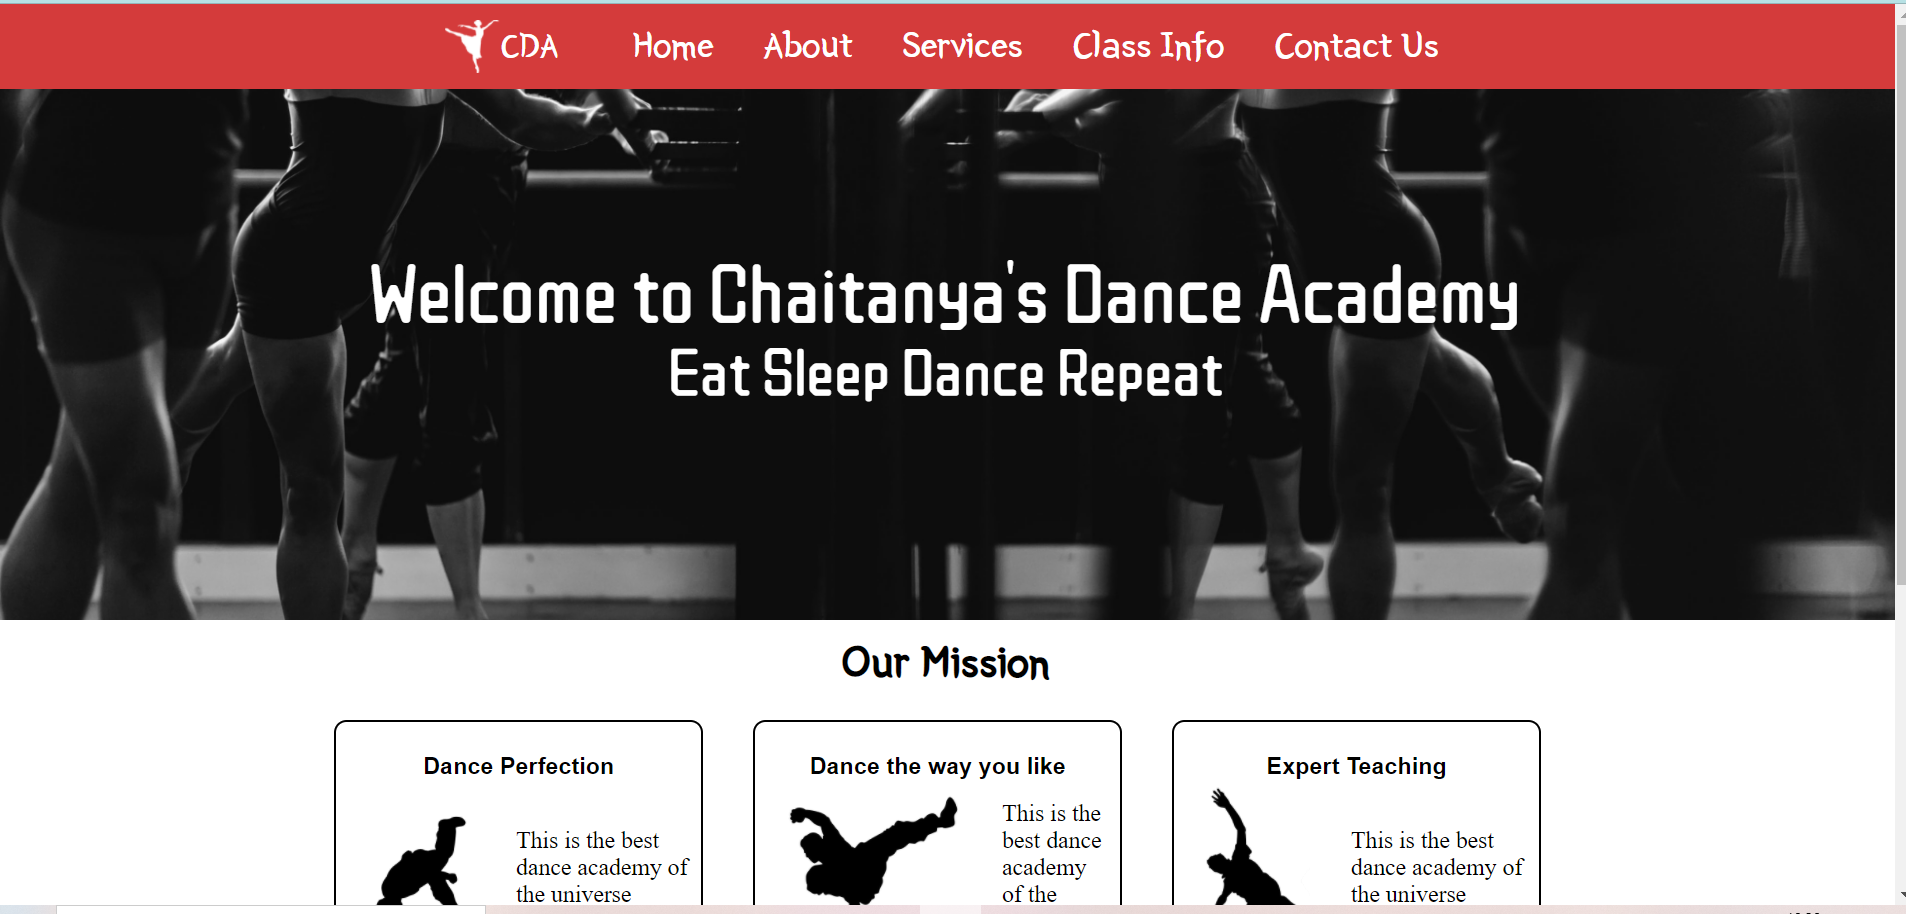 CDA Home About Services Class Info Contact Us
Welcome to Chaitanya's Dance Academy
Eat Sleep Dance Repeat
Our Mission
Dance Perfection
This is the best
dance academy of
the universe
Dance the way you like
This is the
best dance
academy
of the
Expert Teaching
This is the best
dance academy of
the universe